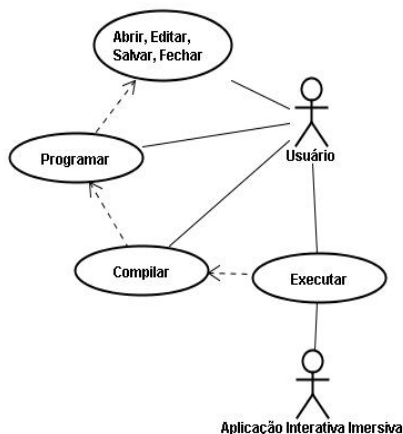 Abrir, Editar,
Salvar, Fechar
Usuário
Programar
Compilar
Executar
Aplicação Interativa Imersiva